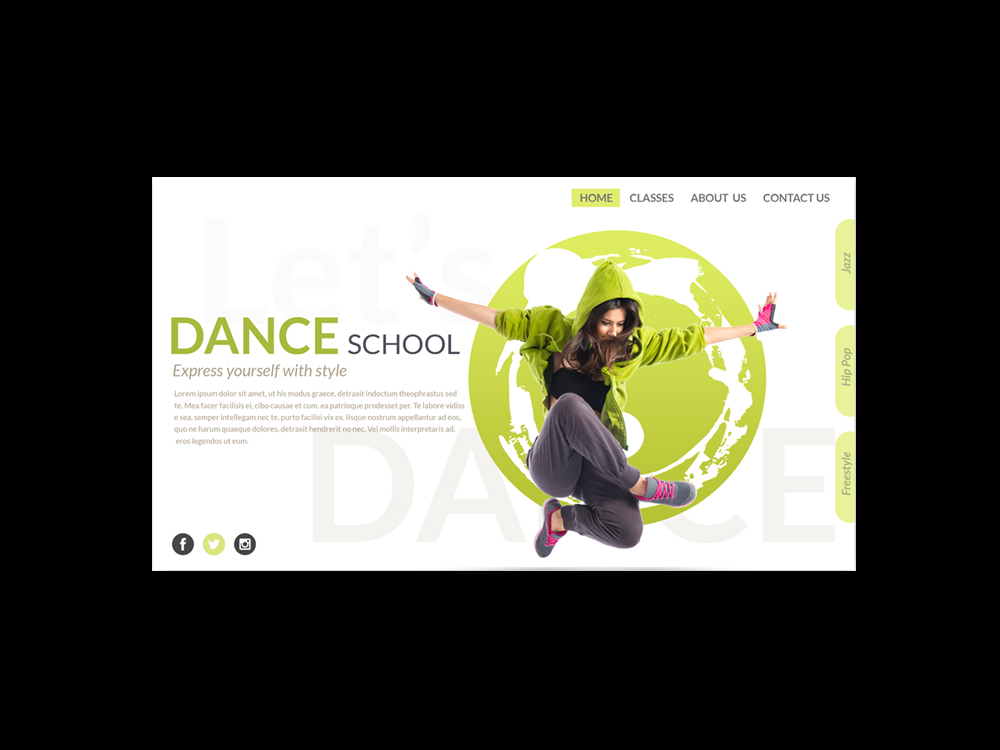 HOME CLASSES ABOUT US CONTACT US
Let's
DANCE SCHOOL
Express yourself with style
Lorem ipsum dolor sit amet, ut his modus graece, detraxit indoctum theophrastus sed
te. Mea facer facilisis ei, cibo causae et cum, ea patrioque prodesset per. Te labore vidiss
e sea, semper intellegam nec te, purto facilisi vix ex. Iisque nostrum appellantur ad eos,
quo ne harum quaeque dolores, detraxit hendrerit no nec. Vel mollis interpretaris ad,
eros legendos ut eum.
DANCE
Jazz
Hip Pop
Freestyle